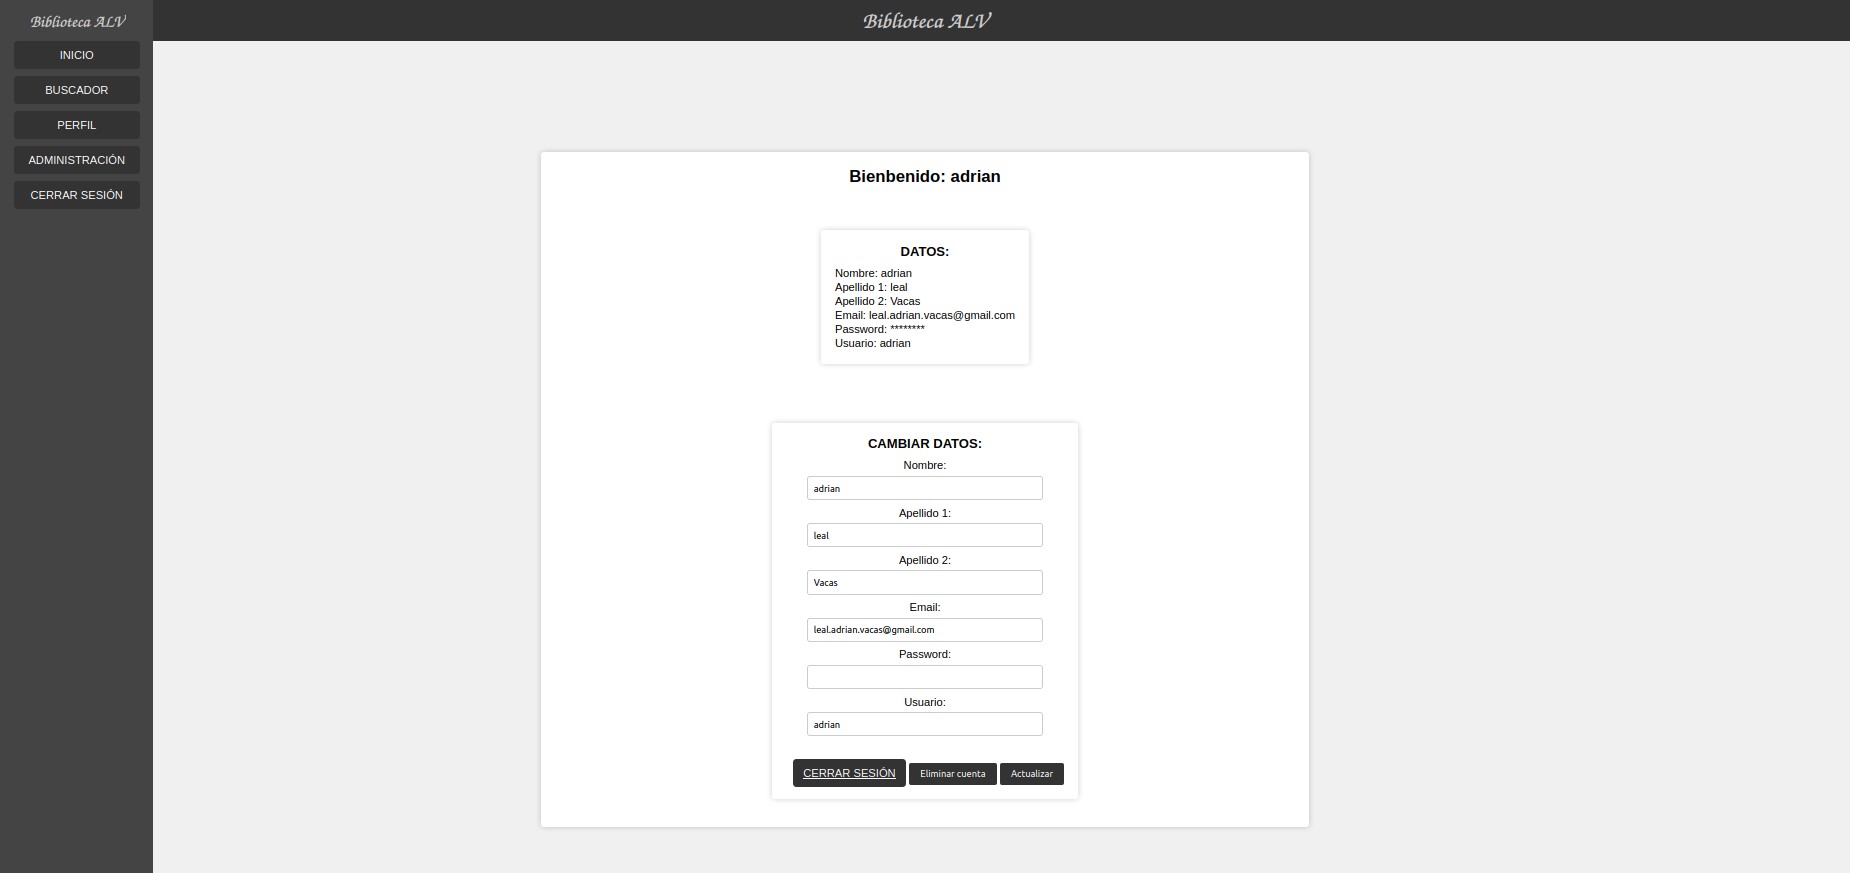 Biblioteca ALV
INICIO
BUSCADOR
PERFIL
ADMINISTRACIÓN
CERRAR SESIÓN
Biblioteca ALV
Bienbenido: adrian
DATOS:
Nombre: adrian
Apellido 1: leal
Apellido 2: Vacas
Email: leal.adrian.vacas@gmail.com
Password: ********
Usuario: adrian
CAMBIAR DATOS:
Nombre:
adrian
Apellido 1:
leal
Apellido 2:
Vacas
Email:
leal.adrian.vacas@gmail.com
Password:
Usuario:
adrian
CERRAR SESIÓN Eliminar cuenta Actualizar